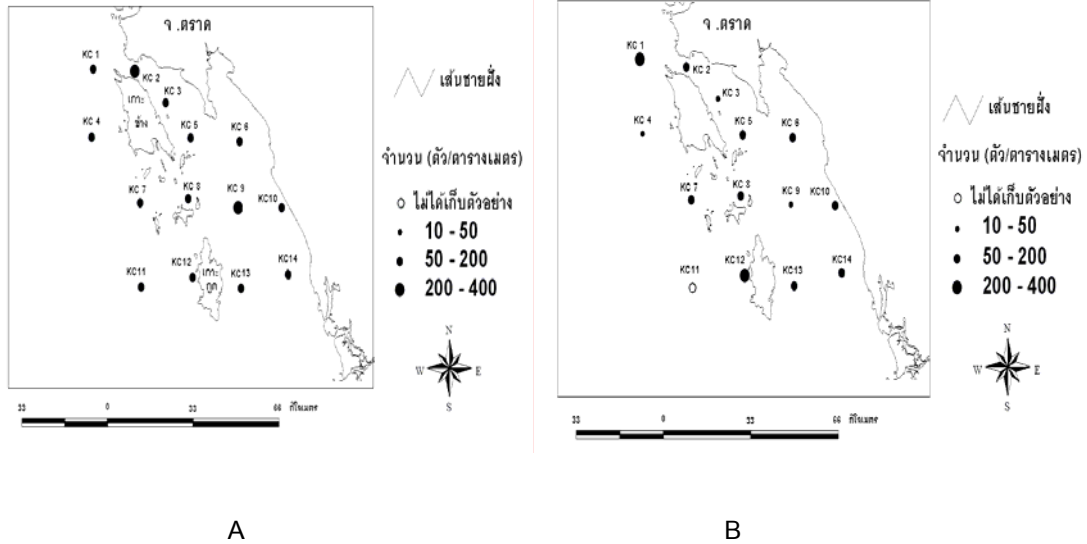 จ .ตราด
KC 1
KC 2
KC 3
เกาะ
ช้าง
KC 4
KC 5
KC 6
KC 7
KC 8
KC 9
KC10
KC11
KC12
เกาะ
กูด
KC13
KC14
เส้นชายฝั่ง
จำนวน (ตัว/ตารางเมตร)
ไม่ได้เก็บตัวอย่าง
10 - 50
50 - 200
200 - 400
N
W E
S
33 0 33 66 กิโลเมตร
A
จ .ตราด
KC 1
KC 2
KC 3
KC 4
KC 5
KC 6
KC 7
KC 8
KC 9
KC10
KC11
KC12
KC13
KC14
เส้นชายฝั่ง
จำนวน (ตัว/ตารางเมตร)
ไม่ได้เก็บตัวอย่าง
10 - 50
50 - 200
200 - 400
N
W E
S
33 0 33 66 กิโลเมตร
B